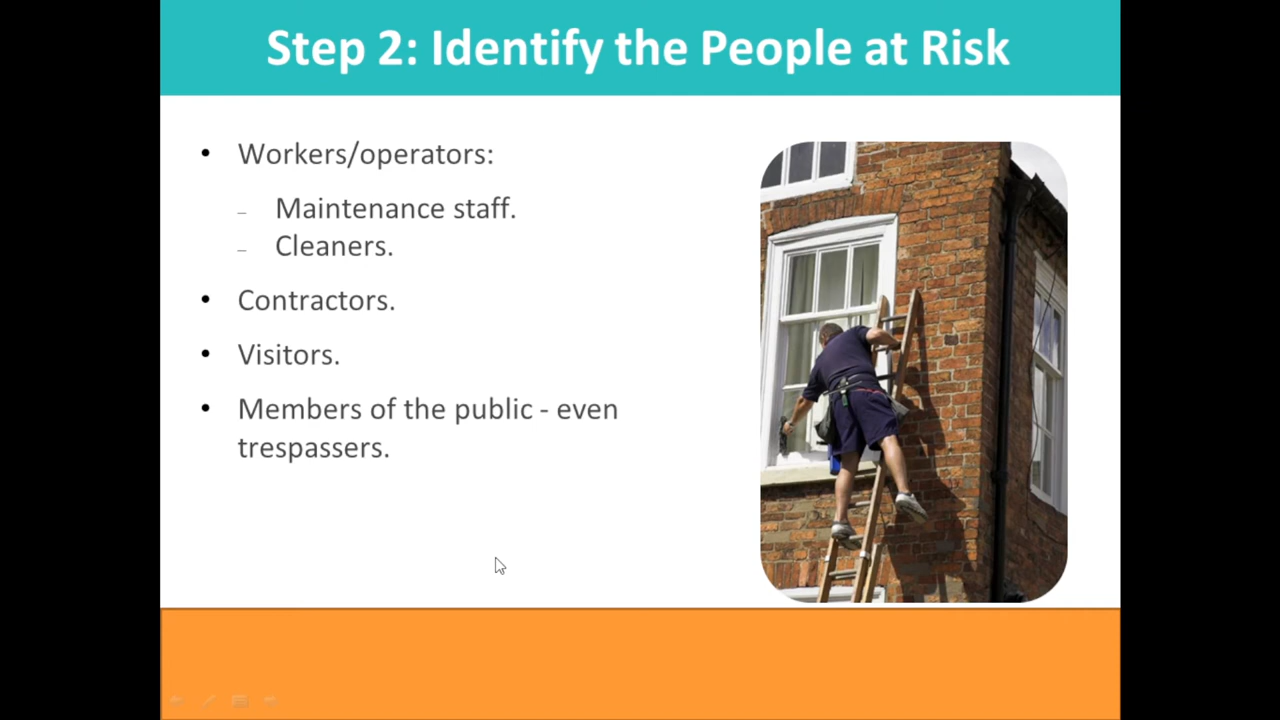 Step 2: Identify the People at Risk
• Workers/operators:
– Maintenance staff.
– Cleaners.
• Contractors.
• Visitors.
• Members of the public - even
trespassers.